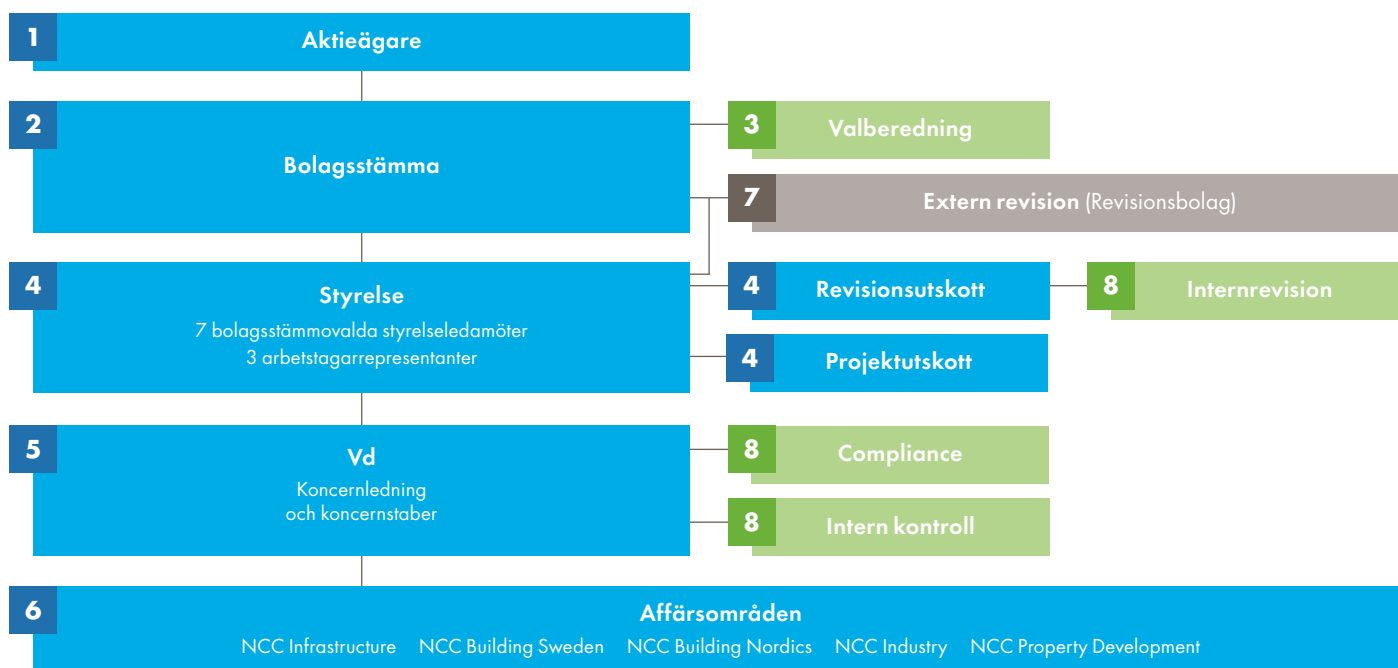 1
Aktieägare
2
Bolagsstämma
3
Valberedning
7
Extern revision (Revisionsbolag)
4
Styrelse
7 bolagsstämmovalda styrelseledamöter
3 arbetstagarrepresentanter
4
Revisionsutskott
8
Internrevision
4
Projektutskott
5
Vd
Koncernledning
och koncernstaber
8
Compliance
8
Intern kontroll
6
Affärsområden
NCC Infrastructure NCC Building Sweden NCC Building Nordics NCC Industry NCC Property Development